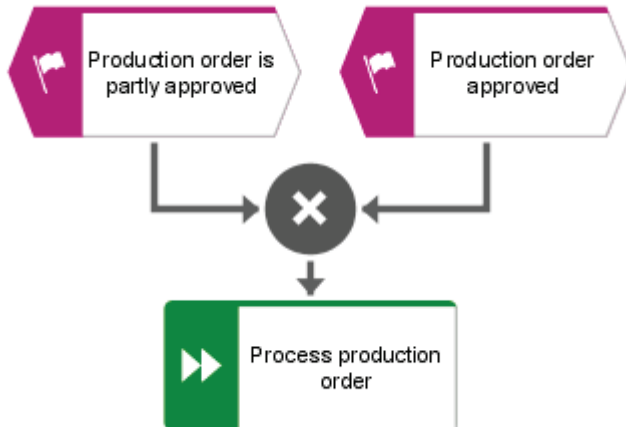 Production order is
partly approved
Production order
approved
Process production
order